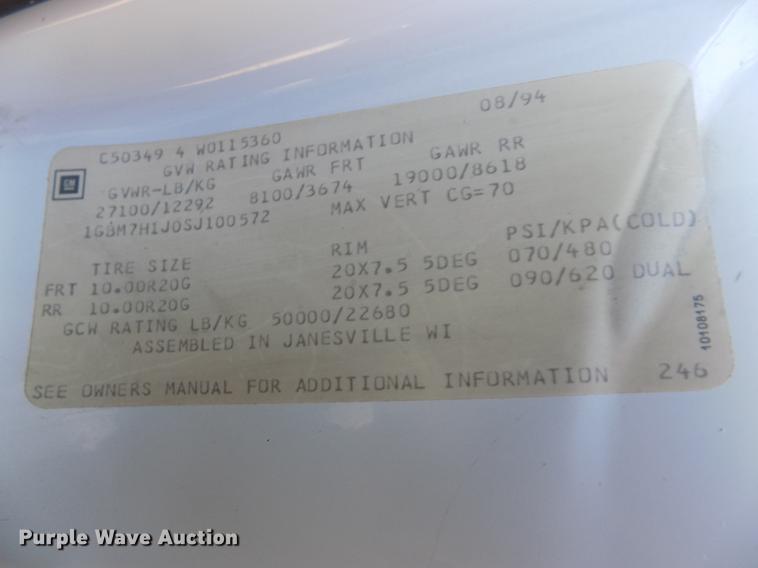 C50349 4 W0115360 08/94
GVW RATING INFORMATION
GM GVWR-LB/KG GAWR FRT GAWR RR
27100/12292 8100/3674 19000/8618
1GBM7H1J0SJ100572 MAX VERT CG=70
TIRE SIZE RIM PSI/KPA(COLD)
FRT 10.00R20G 20X7.5 5DEG 070/480
RR 10.00R20G 20X7.5 5DEG 090/620 DUAL
GCW RATING LB/KG 50000/22680
ASSEMBLED IN JANESVILLE WI
10108175
SEE OWNERS MANUAL FOR ADDITIONAL INFORMATION 246
Purple Wave Auction